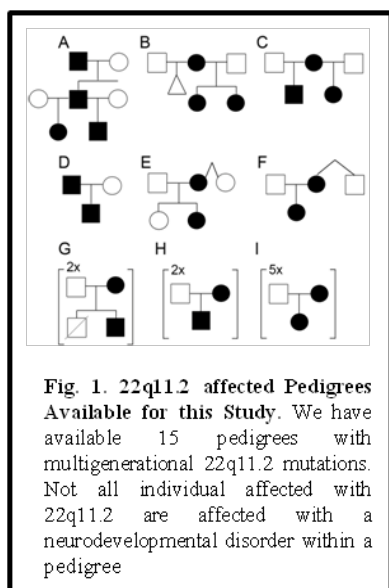 A B C
D E F
G H I
2x 2x 5x
Fig. 1. 22q11.2 affected Pedigrees
Available for this Study. We have
available 15 pedigrees with
multigenerational 22q11.2 mutations.
Not all individual affected with
22q11.2 are affected with a
neurodevelopmental disorder within a
pedigree